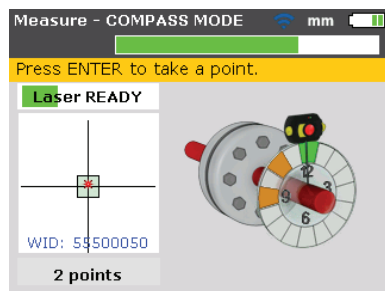 Measure - COMPASS MODE mm
Press ENTER to take a point.
Laser READY
12
3
9
6
WID: 55500050
2 points